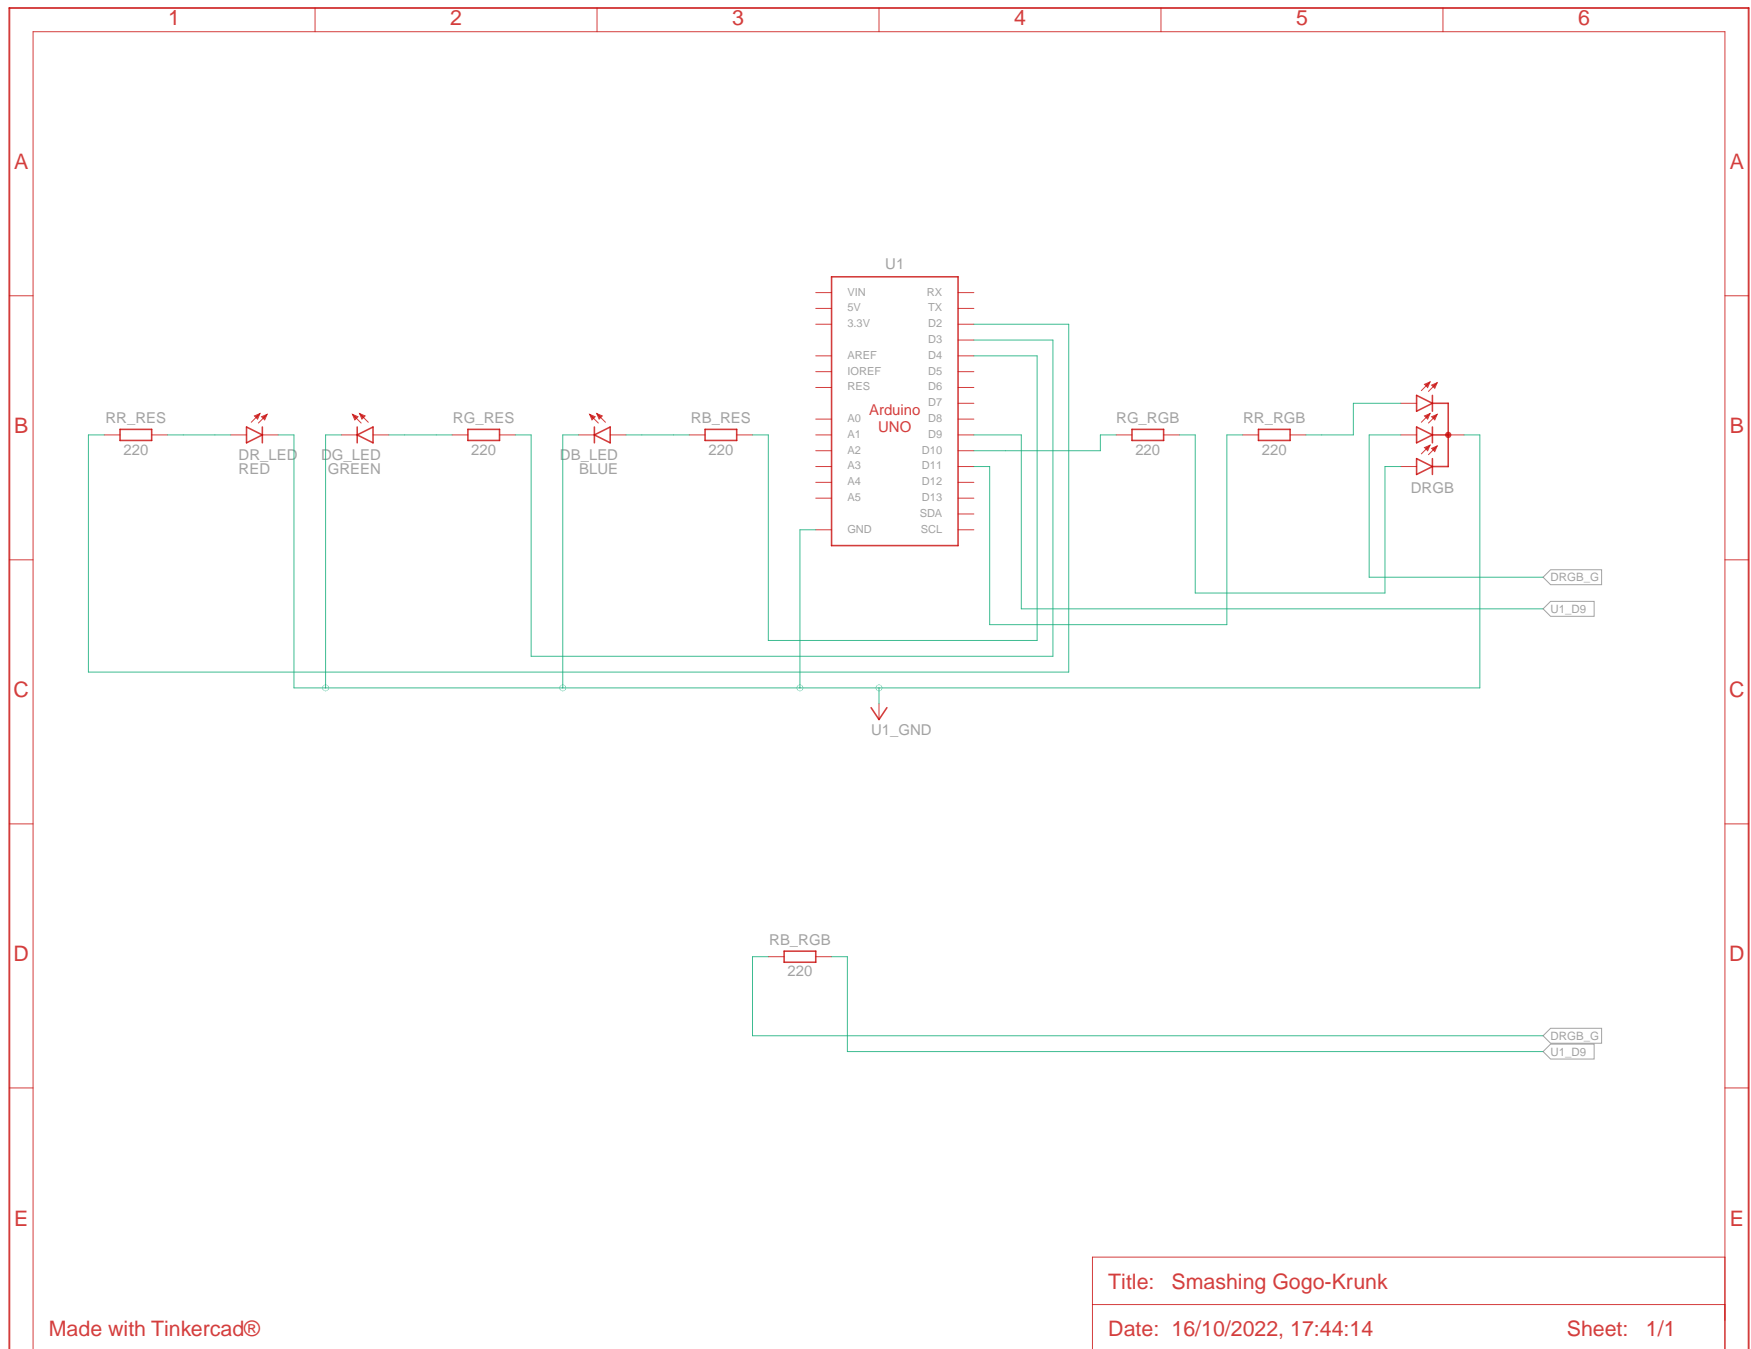 1 2 3 4 5 6
A A
U1
VIN RX
5V TX
3.3V D2
D3
AREF D4
IOREF D5
RES D6
D7
A0 D8
A1 D9
A2 D10
A3 D11
A4 D12
A5 D13
SDA
GND SCL
Arduino
UNO
B B
RR_RES
220
DR_LED
RED
DG_LED
GREEN
RG_RES
220
DB_LED
BLUE
RB_RES
220
RG_RGB
220
RR_RGB
220
DRGB
DRGB_G
U1_D9
C C
U1_GND
D D
RB_RGB
220
DRGB_G
U1_D9
E E
Title: Smashing Gogo-Krunk
Made with Tinkercad®
Date: 16/10/2022, 17:44:14 Sheet: 1/1